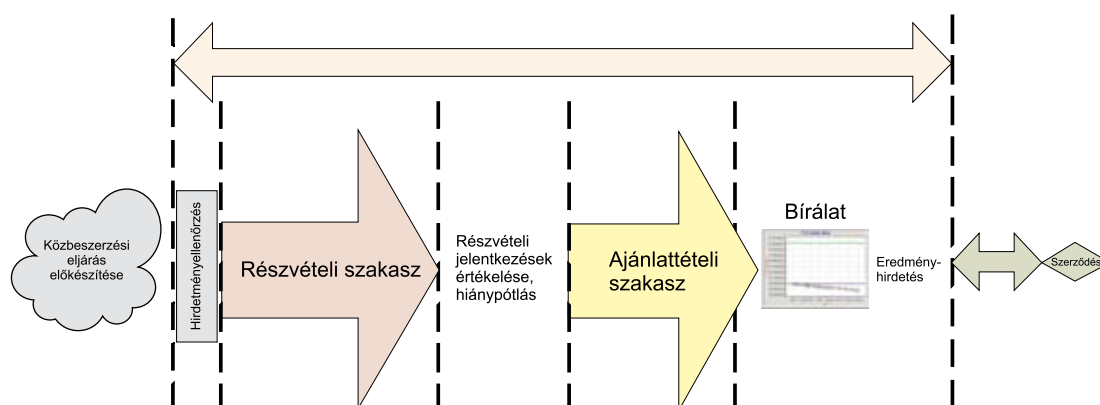 Közbeszerzési
eljárás
előkészítése
Hirdetményellenőrzés
Részvételi szakasz
Részvételi
jelentkezések
értékelése,
hiánypótlás
Ajánlattételi
szakasz
Bírálat
Eredmény-
hirdetés
Szerződés